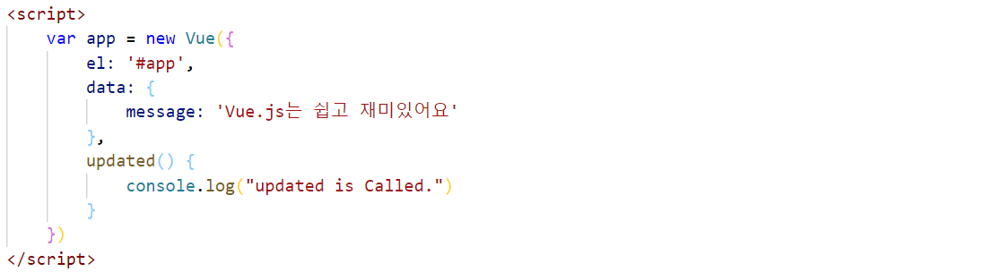 <script>
    var app = new Vue({
        el: '#app',
        data: {
            message: 'Vue.js는 쉽고 재미있어요'
        },
        updated() {
            console.log("updated is Called.")
        }
    })
</script>